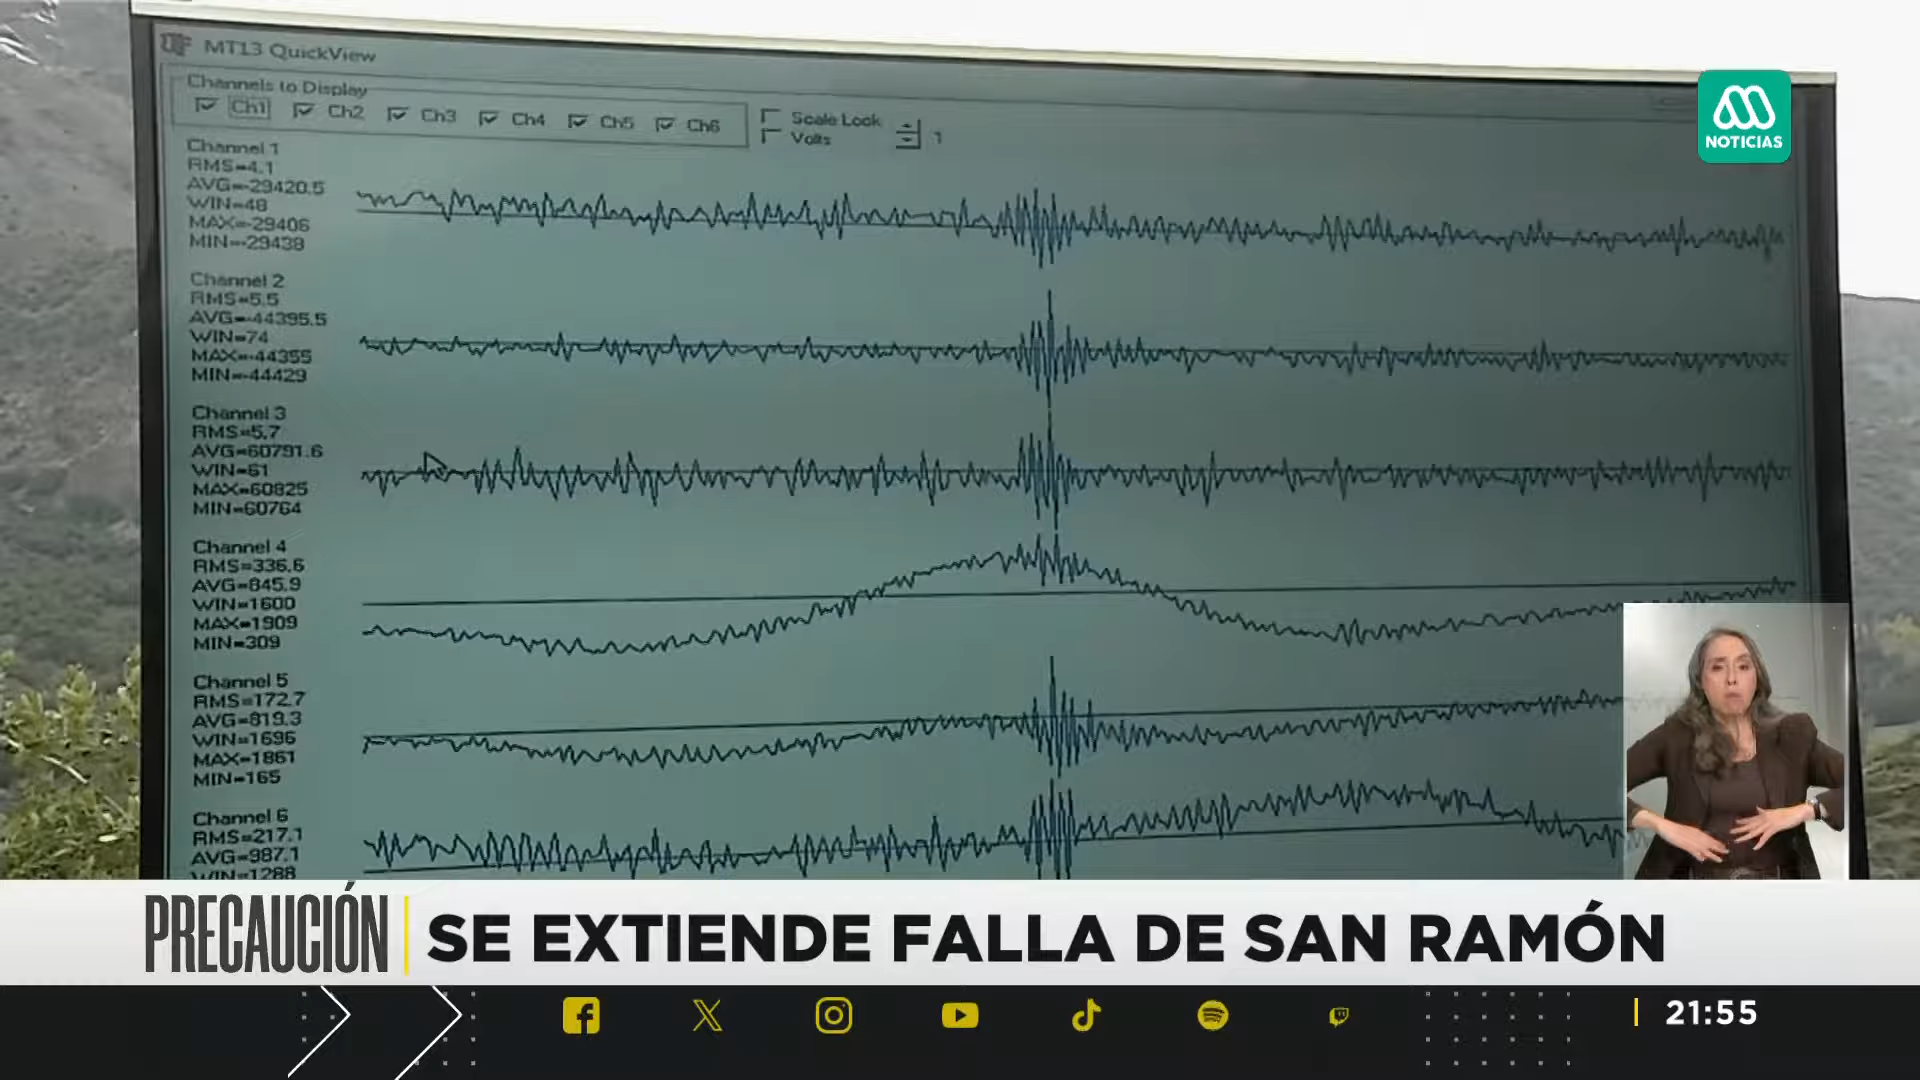 MT13 QuickView
Channels to Display
Ch1 Ch2 Ch3 Ch4 Ch5 Ch6
Scale Lock
Volts
1
Channel 1
RMS=4.1
AVG=-29420.5
WIN=48
MAX=-29406
MIN=-29439
Channel 2
RMS=5.5
AVG=-44395.5
WIN=74
MAX=-44355
MIN=-44429
Channel 3
RMS=5.7
AVG=60791.6
WIN=61
MAX=60825
MIN=60764
Channel 4
RMS=336.6
AVG=845.9
WIN=1600
MAX=1909
MIN=309
Channel 5
RMS=172.7
AVG=819.3
WIN=1696
MAX=1861
MIN=165
Channel 6
RMS=217.1
AVG=987.1
WIN=1288
NOTICIAS
PRECAUCIÓN
SE EXTIENDE FALLA DE SAN RAMÓN
21:55